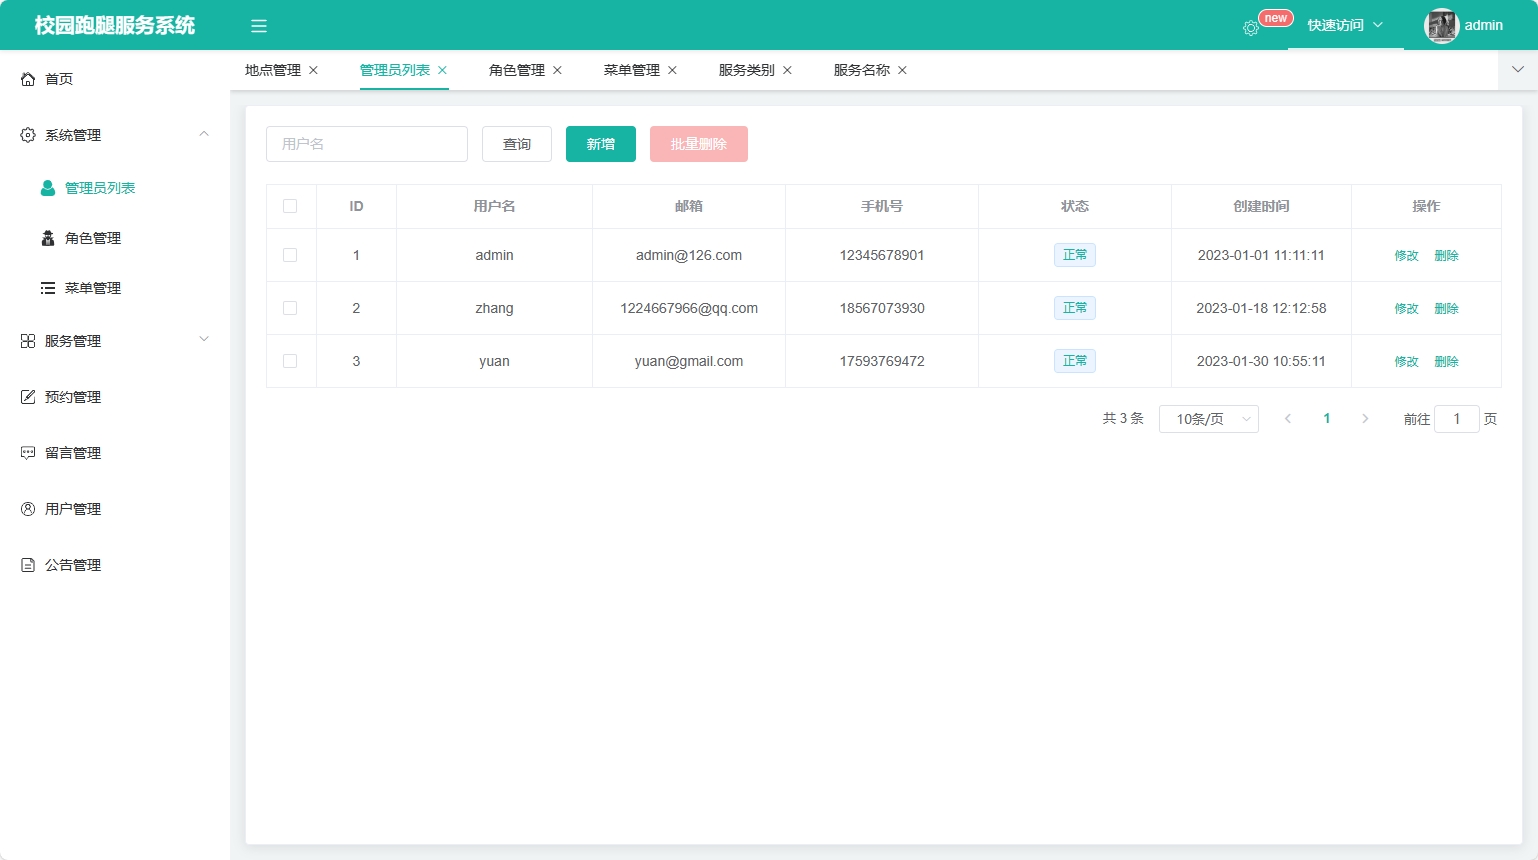 校园跑腿服务系统
new
快速访问
admin
首页
系统管理
管理员列表
角色管理
菜单管理
服务管理
预约管理
留言管理
用户管理
公告管理
地点管理 管理员列表 角色管理 菜单管理 服务类别 服务名称
用户名 查询 新增 批量删除
ID 用户名 邮箱 手机号 状态 创建时间 操作
1 admin admin@126.com 12345678901 正常 2023-01-01 11:11:11 修改 删除
2 zhang 1224667966@qq.com 18567073930 正常 2023-01-18 12:12:58 修改 删除
3 yuan yuan@gmail.com 17593769472 正常 2023-01-30 10:55:11 修改 删除
共 3 条 10条/页 1 前往 1 页